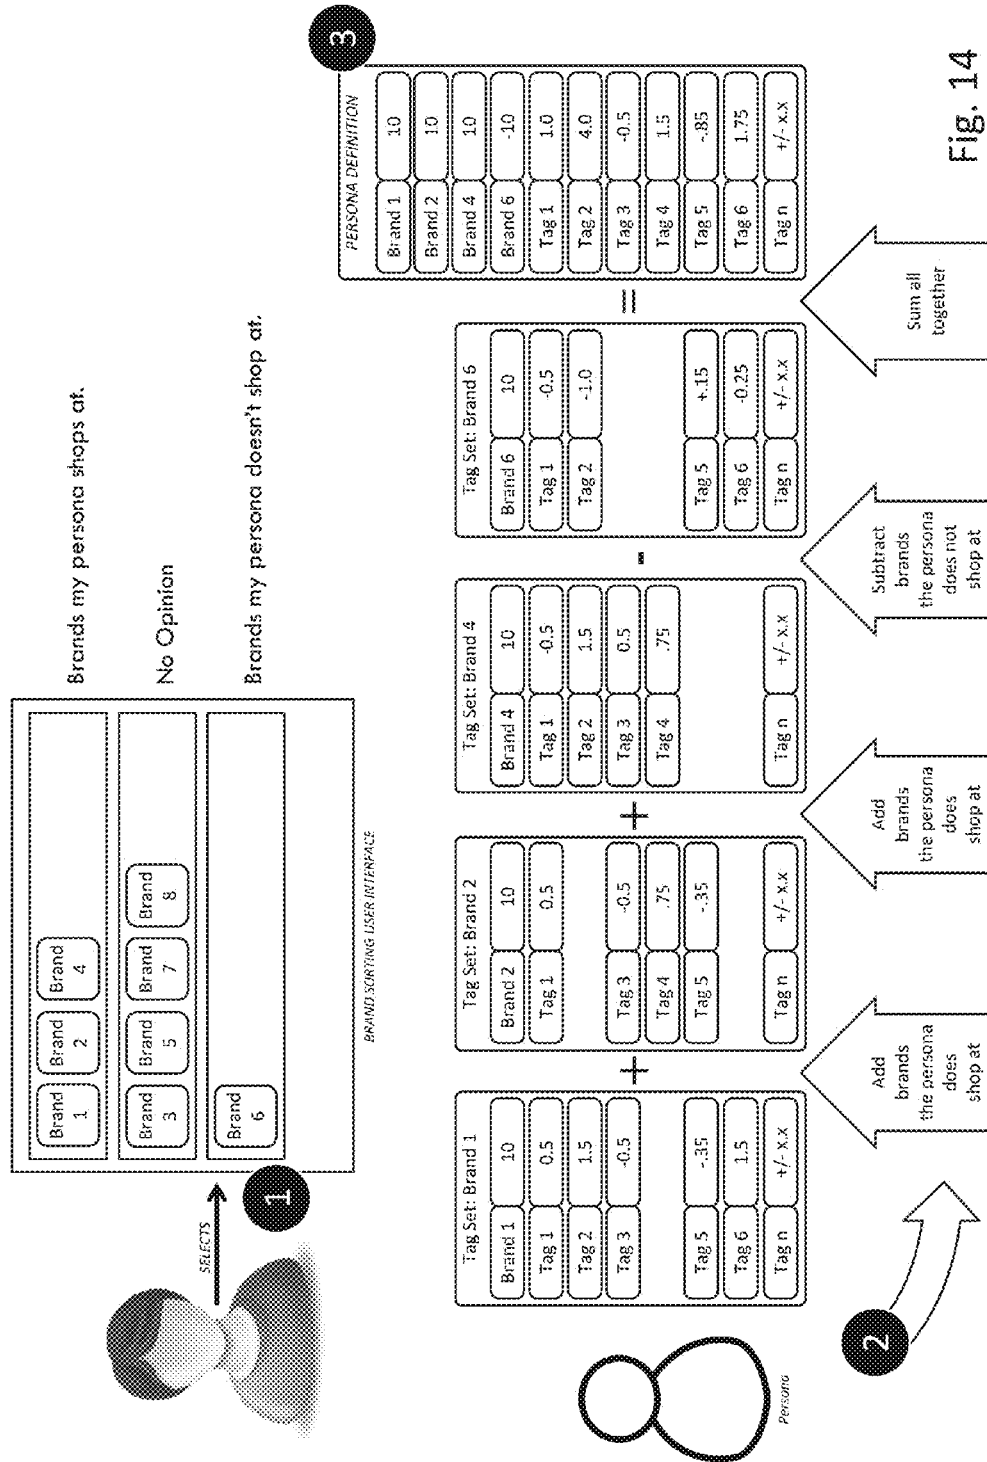 SELECTS
1
Brand
1
Brand
2
Brand
4
Brands my persona shops at.
Brand
3
Brand
5
Brand
7
Brand
8
No Opinion
Brand
6
Brands my persona doesn't shop at.
BRAND SORTING USER INTERFACE
Persona
2
Tag Set: Brand 1
Brand 1 10
Tag 1 0.5
Tag 2 1.5
Tag 3 -0.5
Tag 5 -.35
Tag 6 1.5
Tag n +/- x.x
+
Add
brands
the persona
does
shop at
Tag Set: Brand 2
Brand 2 10
Tag 1 0.5
Tag 3 -0.5
Tag 4 .75
Tag 5 -.35
Tag n +/- x.x
+
Add
brands
the persona
does
shop at
Tag Set: Brand 4
Brand 4 10
Tag 1 -0.5
Tag 2 1.5
Tag 3 0.5
Tag 4 .75
Tag n +/- x.x
-
Subtract
brands
the persona
does not
shop at
Tag Set: Brand 6
Brand 6 10
Tag 1 -0.5
Tag 2 -1.0
Tag 5 +.15
Tag 6 -0.25
Tag n +/- x.x
=
Sum all
together
3
PERSONA DEFINITION
Brand 1 10
Brand 2 10
Brand 4 10
Brand 6 -10
Tag 1 1.0
Tag 2 4.0
Tag 3 -0.5
Tag 4 1.5
Tag 5 -.85
Tag 6 1.75
Tag n +/- x.x
Fig. 14